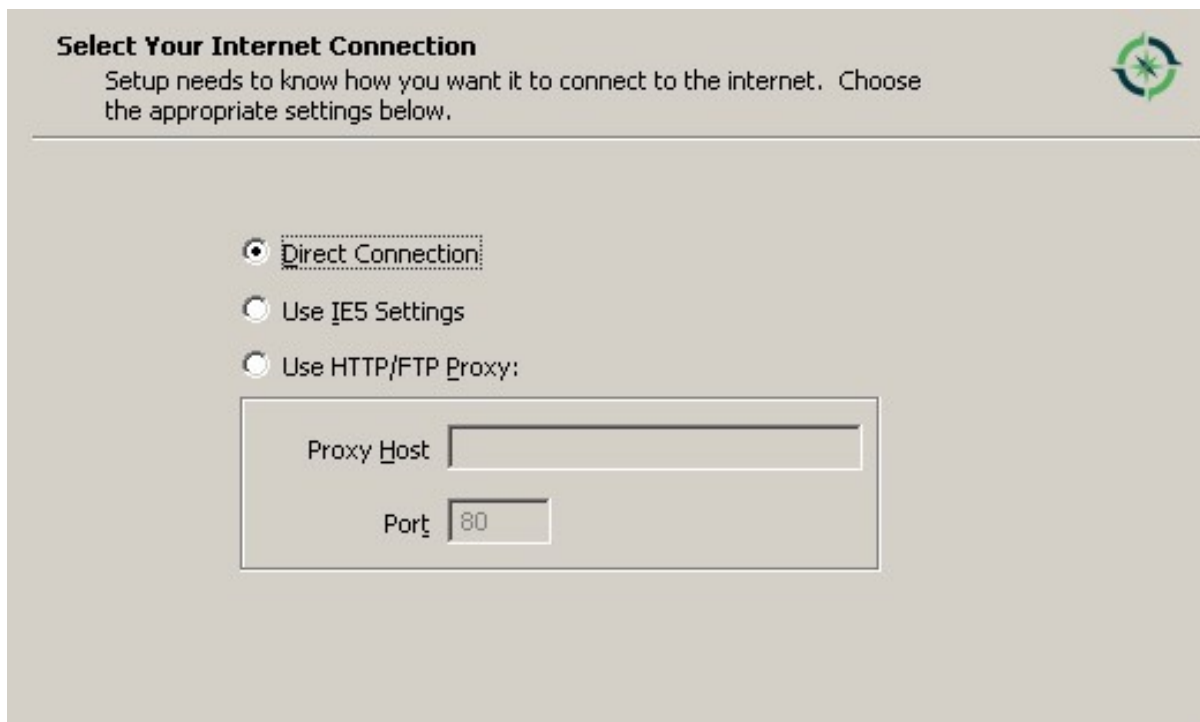 Select Your Internet Connection
Setup needs to know how you want it to connect to the internet.  Choose
the appropriate settings below.
Direct Connection
Use IE5 Settings
Use HTTP/FTP Proxy:
Proxy Host
Port 80